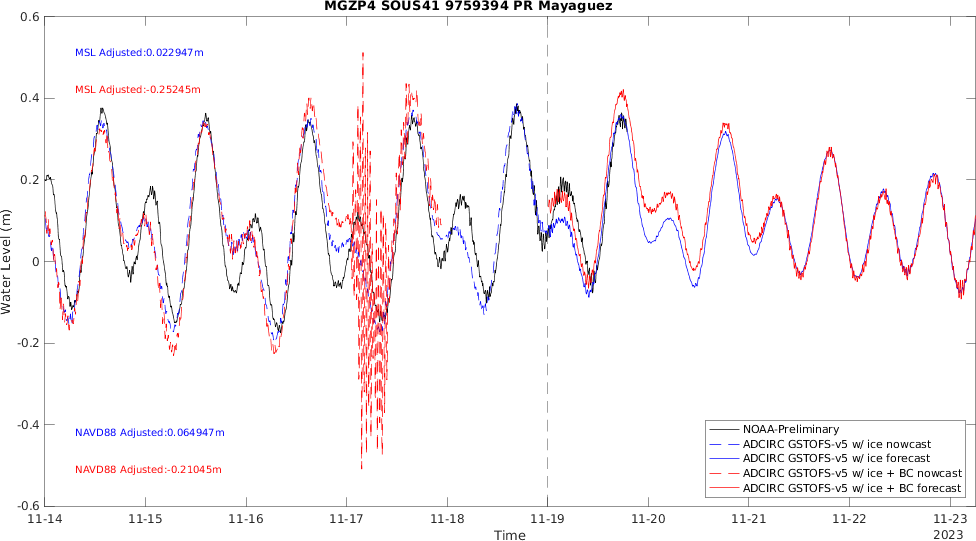 MGZP4 SOUS41 9759394 PR Mayaguez
0.6
MSL Adjusted:0.022947m
MSL Adjusted:-0.25245m
0.4
0.2
0
-0.2
-0.4
-0.6
Water Level (m)
NAVD88 Adjusted:0.064947m
NAVD88 Adjusted:-0.21045m
NOAA-Preliminary
ADCIRC GSTOFS-v5 w/ ice nowcast
ADCIRC GSTOFS-v5 w/ ice forecast
ADCIRC GSTOFS-v5 w/ ice + BC nowcast
ADCIRC GSTOFS-v5 w/ ice + BC forecast
11-14 11-15 11-16 11-17 11-18 11-19 11-20 11-21 11-22 11-23
Time
2023